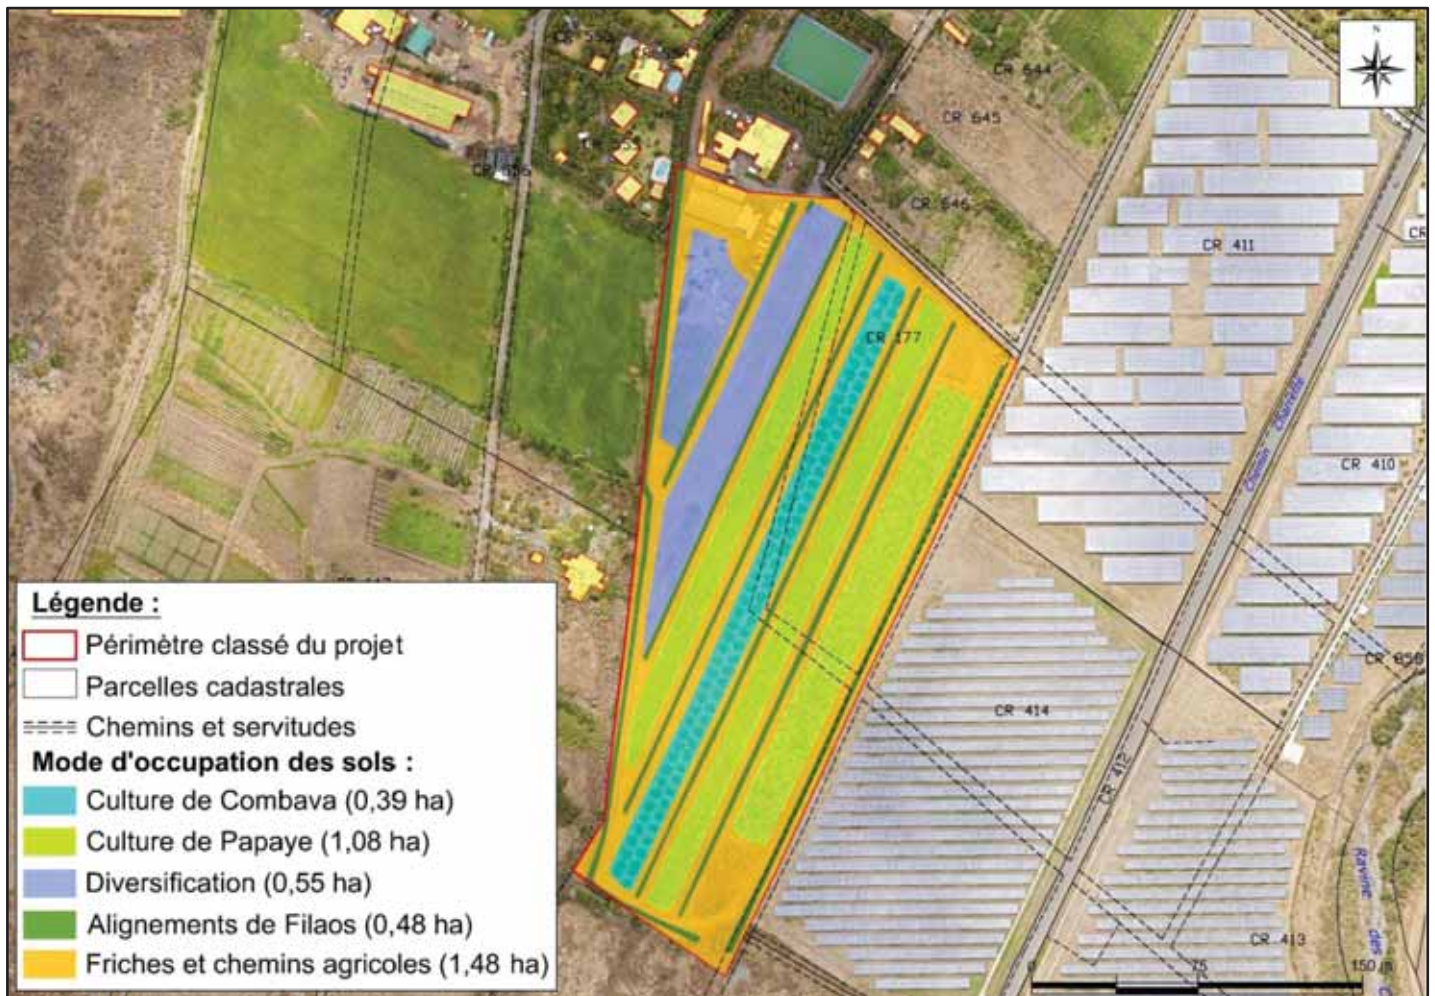 N
CR 644
CR 645
CR 646
CR 411
CR 177
Chemin Charrette
CR 410
CR 414
CR 412
CR 413
Ravine des
0 75 150 m
Légende :
Périmètre classé du projet
Parcelles cadastrales
Chemins et servitudes
Mode d'occupation des sols :
Culture de Combava (0,39 ha)
Culture de Papaye (1,08 ha)
Diversification (0,55 ha)
Alignements de Filaos (0,48 ha)
Friches et chemins agricoles (1,48 ha)